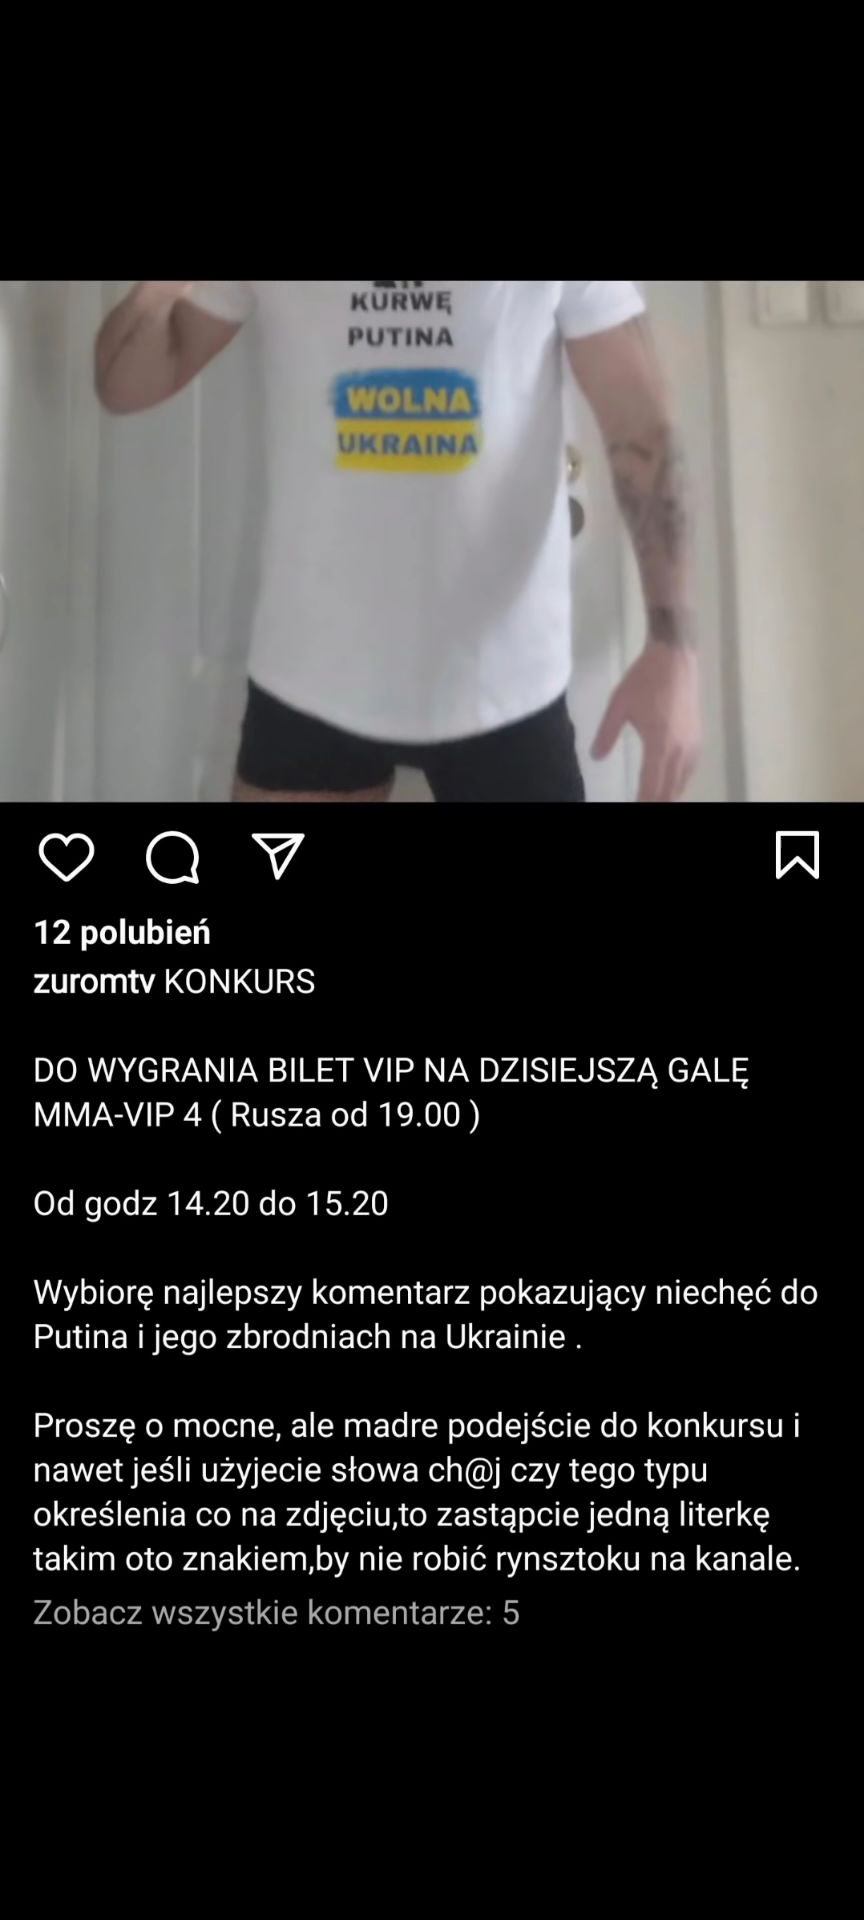 KURWĘ
PUTINA
WOLNA
UKRAINA
12 polubień
zuromtv KONKURS
DO WYGRANIA BILET VIP NA DZISIEJSZĄ GALĘ
MMA-VIP 4 ( Rusza od 19.00 )
Od godz 14.20 do 15.20
Wybiorę najlepszy komentarz pokazujący niechęć do
Putina i jego zbrodniach na Ukrainie .
Proszę o mocne, ale madre podejście do konkursu i
nawet jeśli użyjecie słowa ch@j czy tego typu
określenia co na zdjęciu,to zastąpcie jedną literkę
takim oto znakiem,by nie robić rynsztoku na kanale.
Zobacz wszystkie komentarze: 5